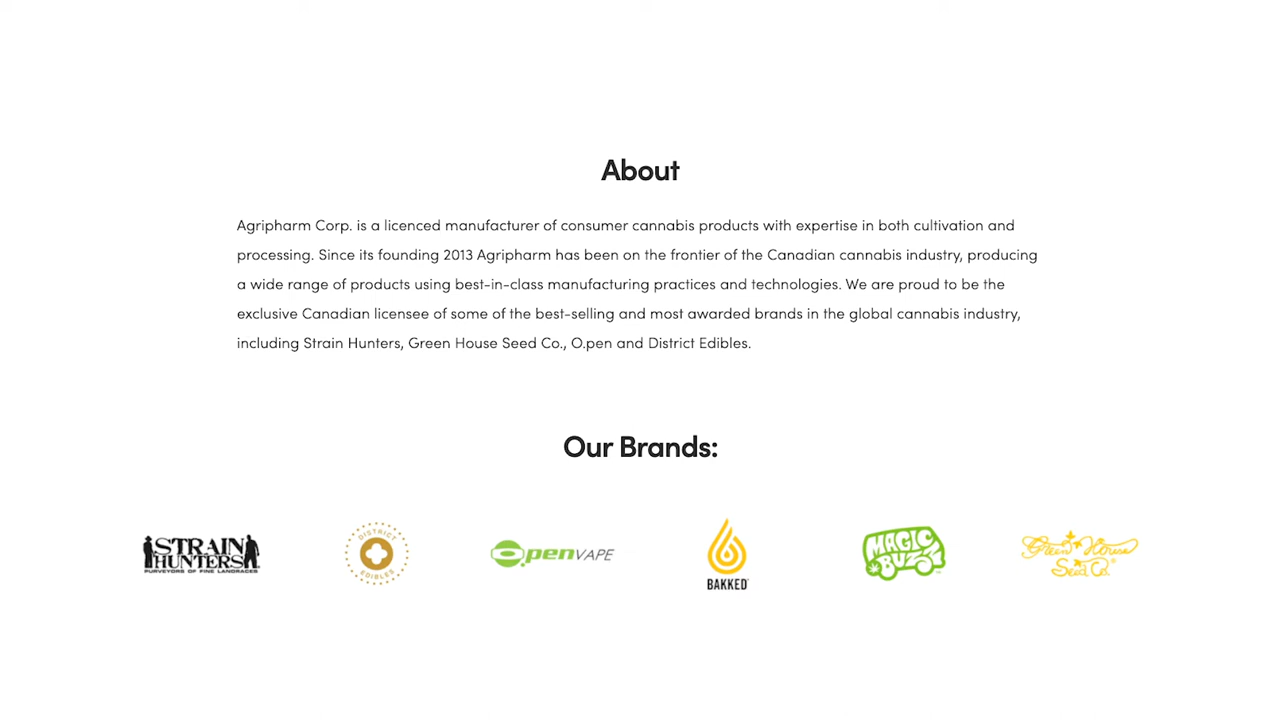 About
Agripharm Corp. is a licenced manufacturer of consumer cannabis products with expertise in both cultivation and
processing. Since its founding 2013 Agripharm has been on the frontier of the Canadian cannabis industry, producing
a wide range of products using best-in-class manufacturing practices and technologies. We are proud to be the
exclusive Canadian licensee of some of the best-selling and most awarded brands in the global cannabis industry,
including Strain Hunters, Green House Seed Co., O.pen and District Edibles.
Our Brands:
STRAIN
HUNTERS
PURVEYORS OF FINE LANDRACES
DISTRICT
EDIBLES
O.penVAPE
BAKKED
MAGIC
BUZZ
Green House
Seed Co.